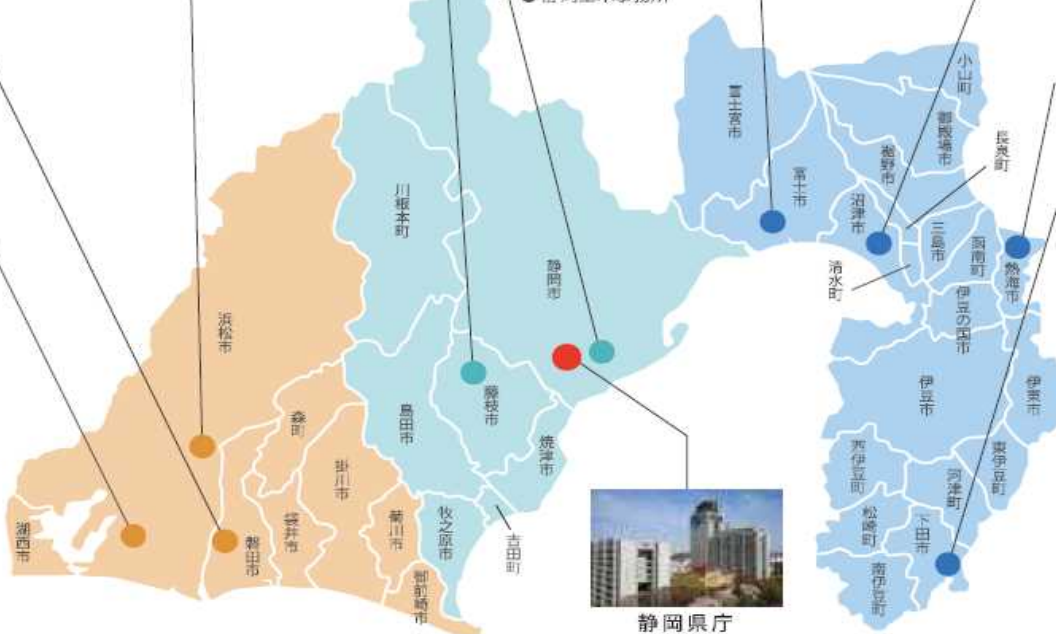 小山町
富士宮市
御殿場市
長泉町
裾野市
富士市
沼津市
三島市
函南町
川根本町
静岡市
清水町
熱海市
伊豆の国市
浜松市
伊豆市
伊東市
藤枝市
島田市
森町
焼津市
掛川市
西伊豆町
東伊豆町
河津町
湖西市
磐田市
袋井市
菊川市
牧之原市
吉田町
松崎町
下田市
御前崎市
南伊豆町
静岡県庁